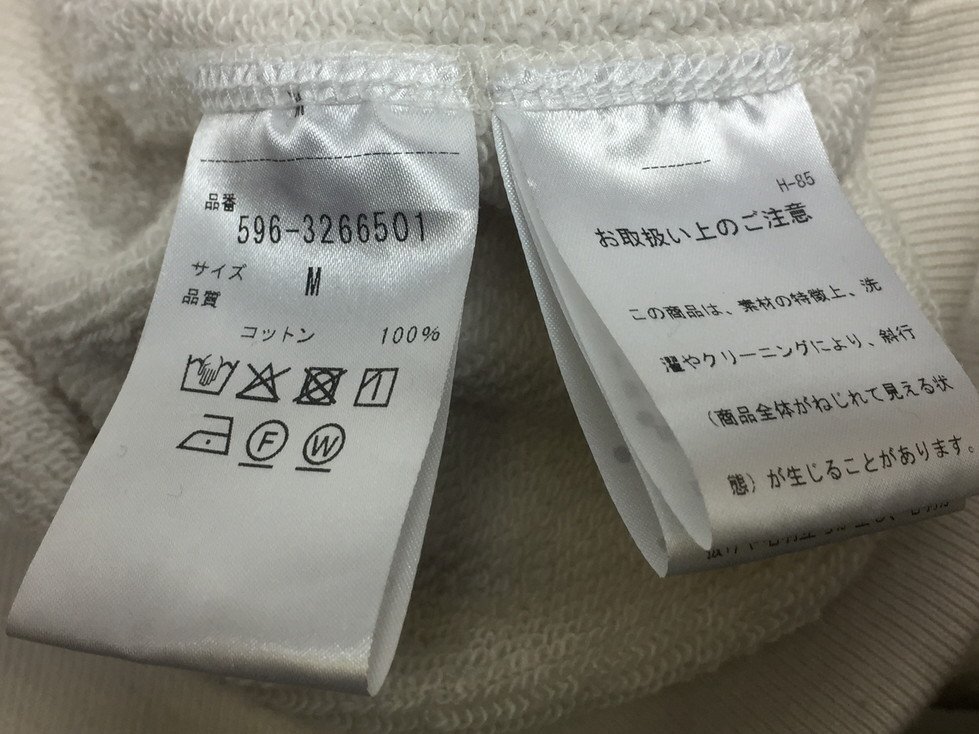 品番
596-3266501
サイズ M
品質
コットン 100%
F W
H-85
お取扱い上のご注意
この商品は、素材の特徴上、洗
濯やクリーニングにより、斜行
（商品全体がねじれて見える状
態）が生じることがあります。